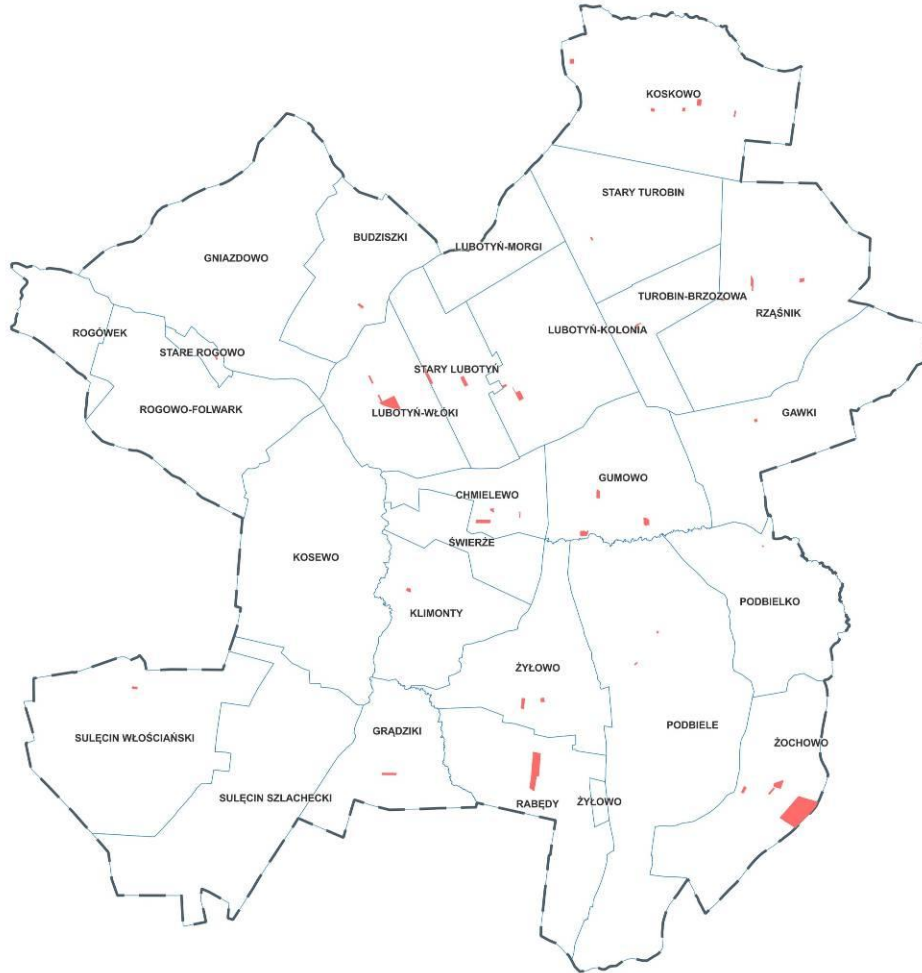 KOSKOWO
STARY TUROBIN
BUDZISZKI
LUBOTYŃ-MORGI
GNIAZDOWO
TUROBIN-BRZOZOWA
RZĄŚNIK
ROGÓWEK
LUBOTYŃ-KOLONIA
STARE ROGOWO
STARY LUBOTYŃ
ROGOWO-FOLWARK
LUBOTYŃ-WŁÓKI
GAWKI
GUMOWO
CHMIELEWO
ŚWIERŻE
KOSEWO
PODBIELKO
KLIMONTY
ŻYŁOWO
PODBIELE
GRĄDZIKI
SULĘCIN WŁOŚCIAŃSKI
ŻOCHOWO
SULĘCIN SZLACHECKI
RABĘDY
ŻYŁOWO